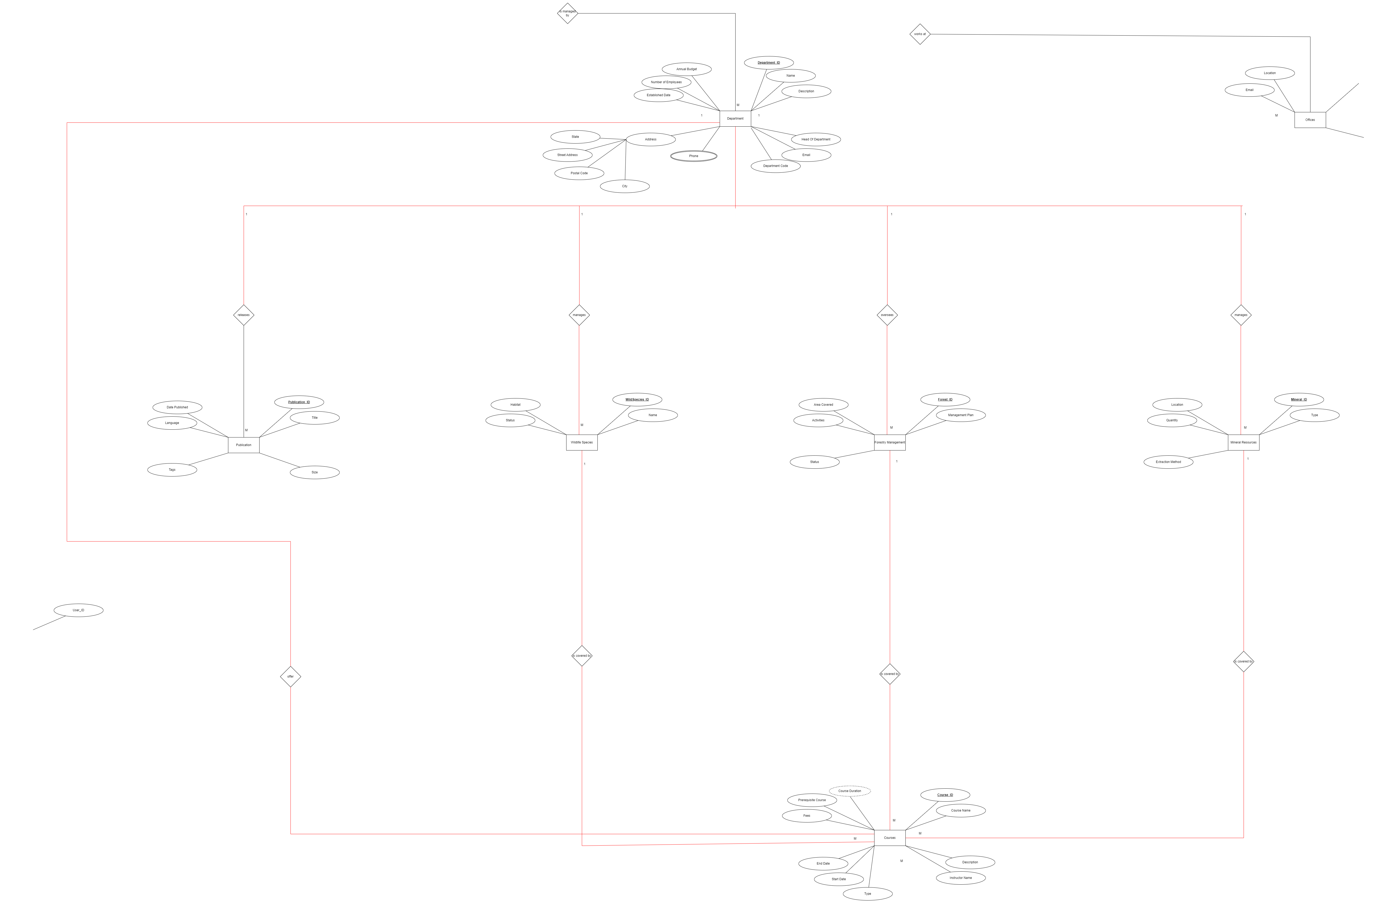 is managed
by
works at
Annual Budget
Department_ID
Number of Employees
Name
Established Date
Description
Location
Email
M
1
1
Department
M
Offices
State
Address
Head Of Department
Street Address
Phone
Email
Postal Code
Department Code
City
1
1
1
1
releases
manages
oversees
manages
Date Published
Publication_ID
Language
Title
M
Publication
Tags
Habitat
Name
Status
M
Wildlife Species
1
Area Covered
Forest_ID
Activities
Management Plan
M
Forestry Management
Status
1
Location
Mineral_ID
Quantity
Type
M
Mineral Resources
Extraction Method
1
User_ID
offer
is covered in
is covered in
is covered in
Course Duration
Prerequisite Course
Course_ID
Fees
Course Name
M
M
M
Courses
M
End Date
Description
Start Date
Instructor Name
Type